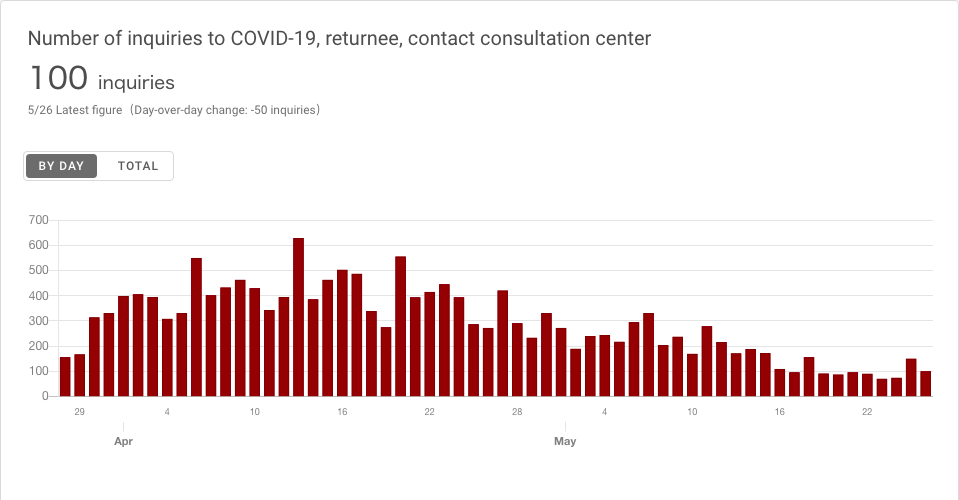 Number of inquiries to COVID-19, returnee, contact consultation center
100 inquiries
5/26 Latest figure（Day-over-day change: -50 inquiries）
BY DAY TOTAL
700
600
500
400
300
200
100
0
29 4 10 16 22 28 4 10 16 22
Apr May